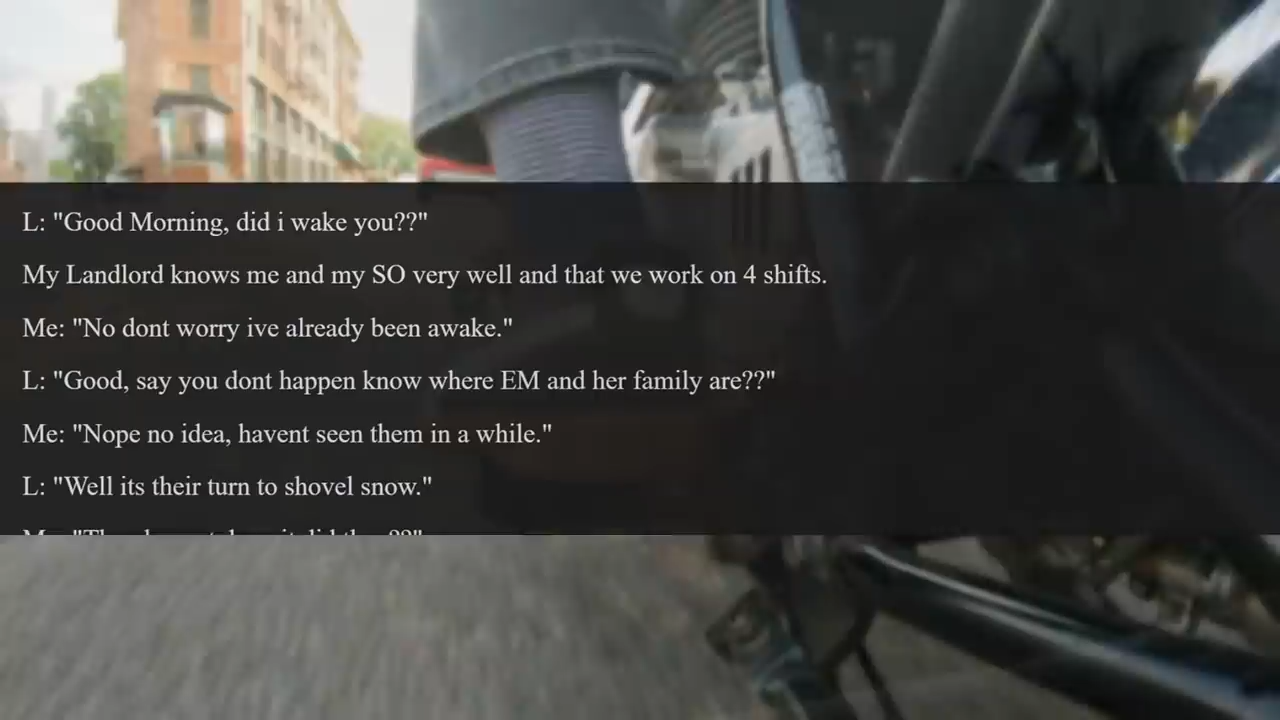 L: "Good Morning, did i wake you??"
My Landlord knows me and my SO very well and that we work on 4 shifts.
Me: "No dont worry ive already been awake."
L: "Good, say you dont happen know where EM and her family are??"
Me: "Nope no idea, havent seen them in a while."
L: "Well its their turn to shovel snow."